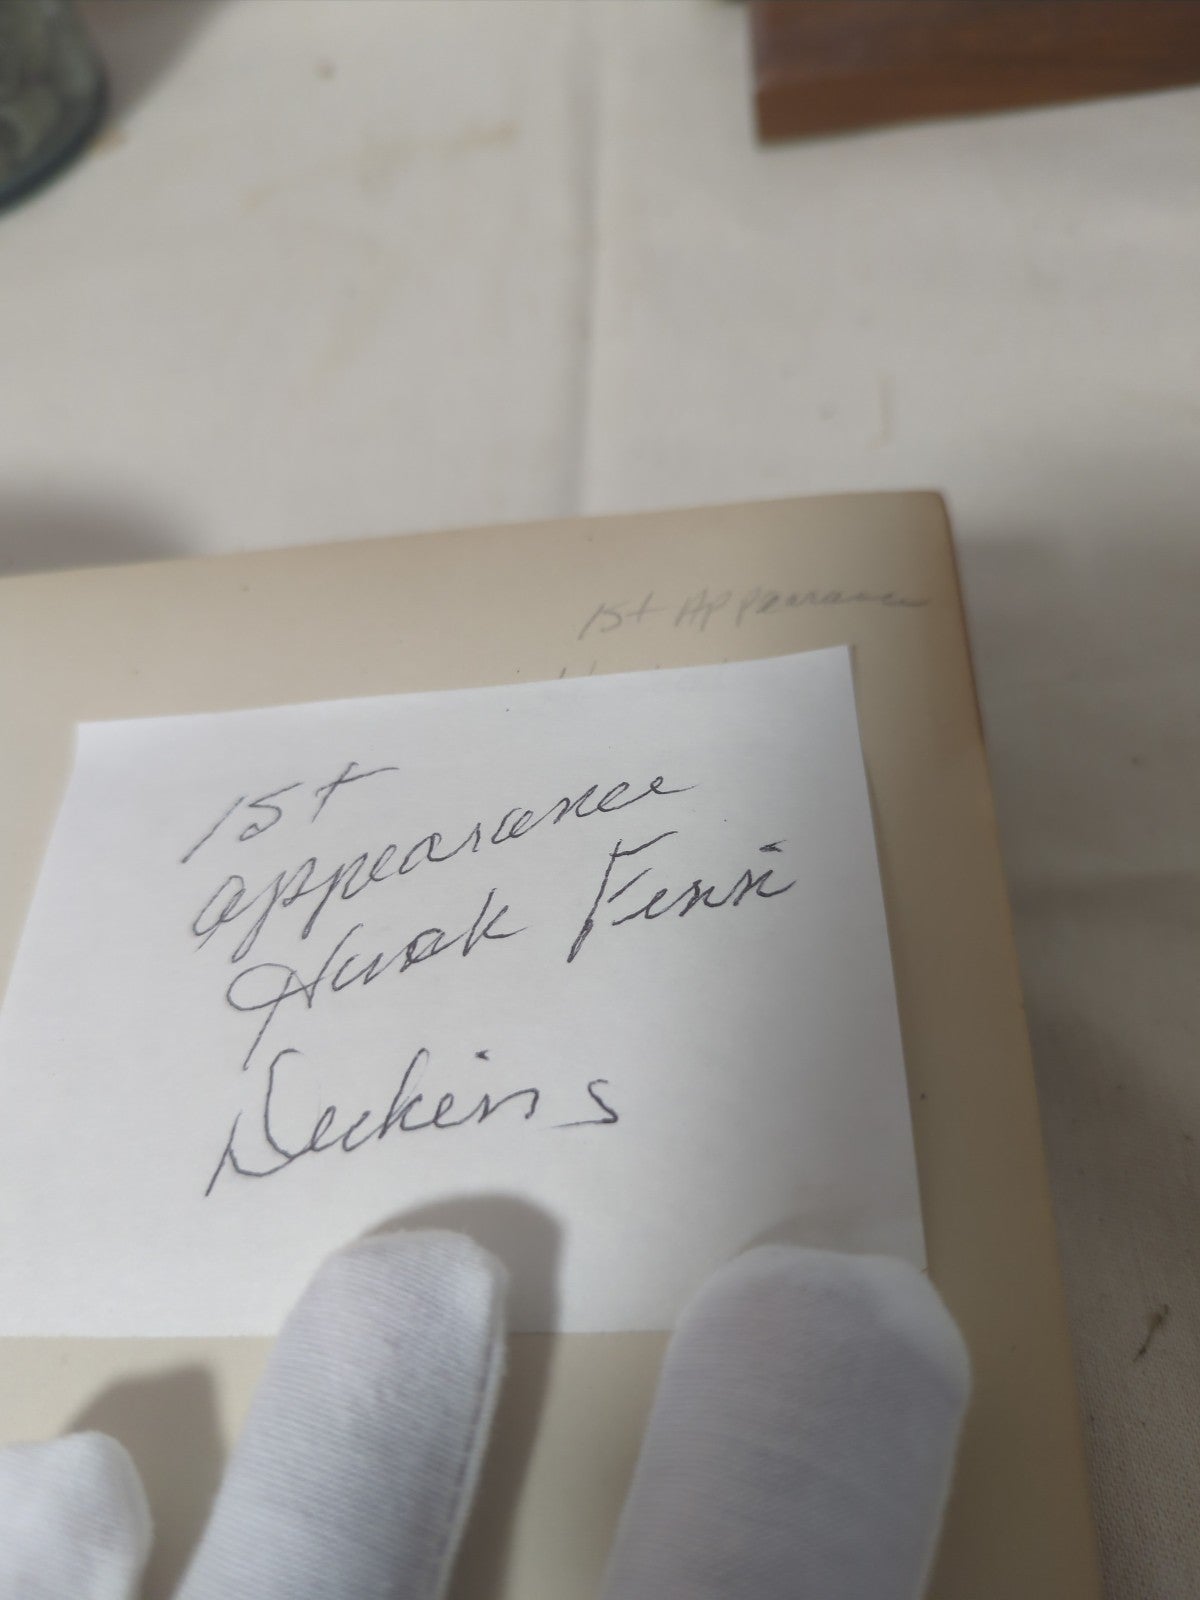 1st Appearance
1st
appearance
Huck Finn
Dickens